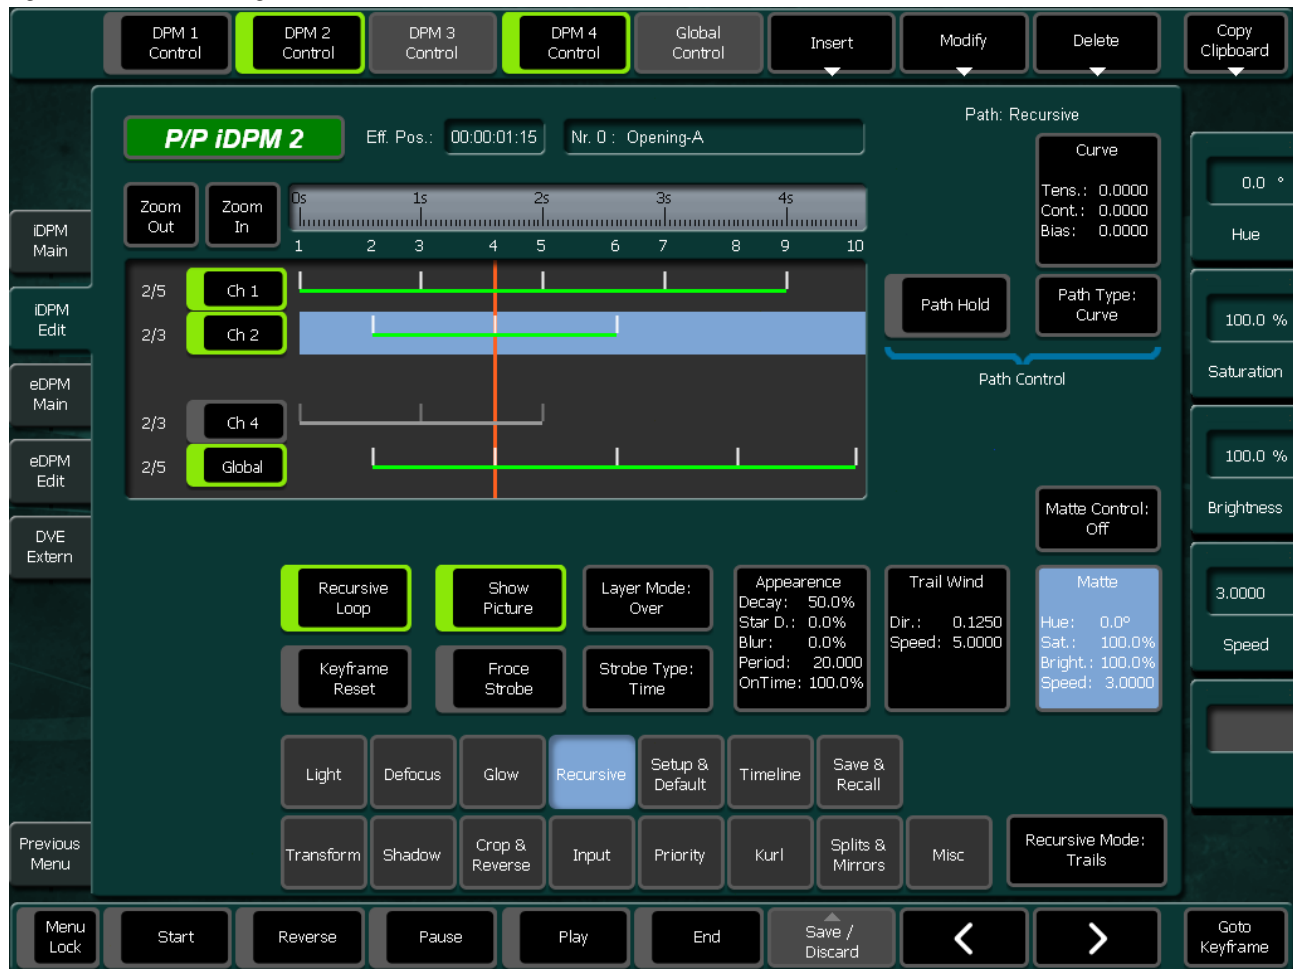 DPM 1 Control
DPM 2 Control
DPM 3 Control
DPM 4 Control
Global Control
Insert
Modify
Delete
Copy Clipboard
P/P iDPM 2
Eff. Pos.: 00:00:01:15
Nr. 0 : Opening-A
Path: Recursive
Curve
Tens.: 0.0000
Cont.: 0.0000
Bias: 0.0000
0.0 °
Hue
Zoom Out
Zoom In
0s 1s 2s 3s 4s
1 2 3 4 5 6 7 8 9 10
iDPM Main
iDPM Edit
eDPM Main
eDPM Edit
DVE Extern
2/5 Ch 1
2/3 Ch 2
2/3 Ch 4
2/5 Global
Path Hold
Path Type: Curve
Path Control
100.0 %
Saturation
100.0 %
Brightness
Matte Control: Off
Recursive Loop
Show Picture
Layer Mode: Over
Keyframe Reset
Froce Strobe
Strobe Type: Time
Appearence
Decay: 50.0%
Star D.: 0.0%
Blur: 0.0%
Period: 20.000
OnTime: 100.0%
Trail Wind
Dir.: 0.1250
Speed: 5.0000
Matte
Hue: 0.0°
Sat.: 100.0%
Bright.: 100.0%
Speed: 3.0000
3.0000
Speed
Light
Defocus
Glow
Recursive
Setup & Default
Timeline
Save & Recall
Previous Menu
Transform
Shadow
Crop & Reverse
Input
Priority
Kurl
Splits & Mirrors
Misc
Recursive Mode: Trails
Menu Lock
Start
Reverse
Pause
Play
End
Save / Discard
<
>
Goto Keyframe